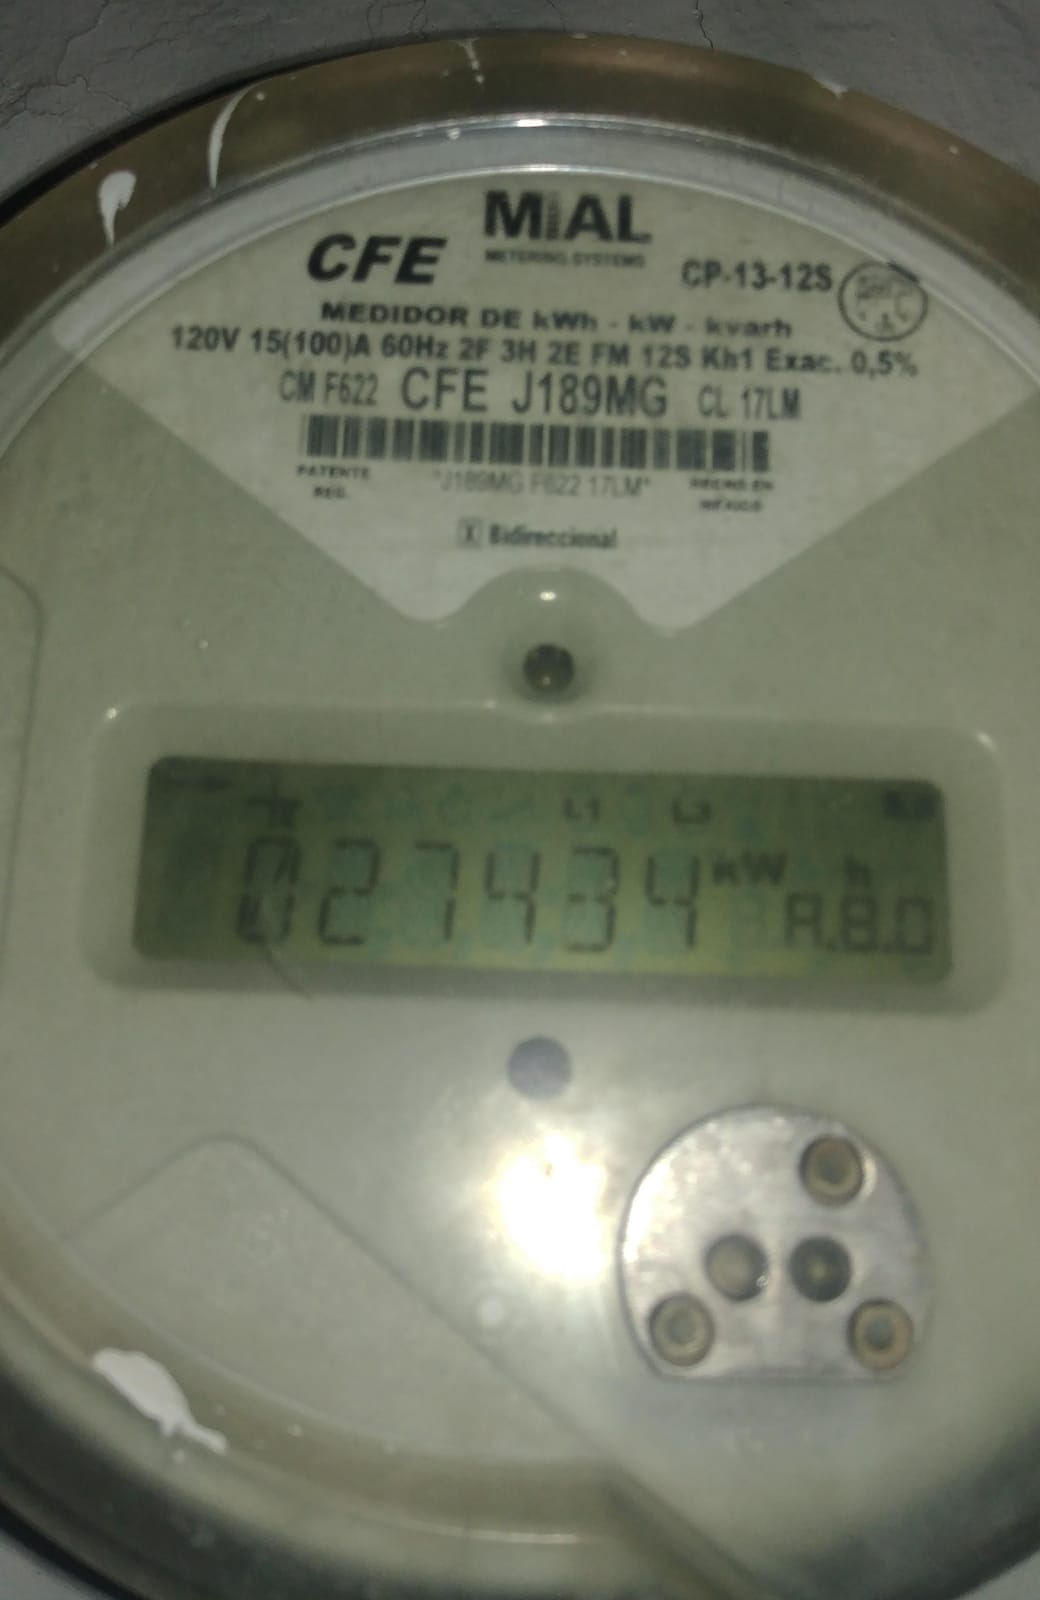 MIAL
CFE
METERING SYSTEMS
CP-13-12S
MEDIDOR DE kWh - kW - kvarh
120V 15(100)A 60Hz 2F 3H 2E FM 12S Kh1 Exac. 0,5%
CM F622 CFE J189MG CL 17LM
PATENTE REG.
"J189MG F622 17LM"
HECHO EN MÉXICO
X Bidireccional
L1 L3
027434 kW h A.8.0